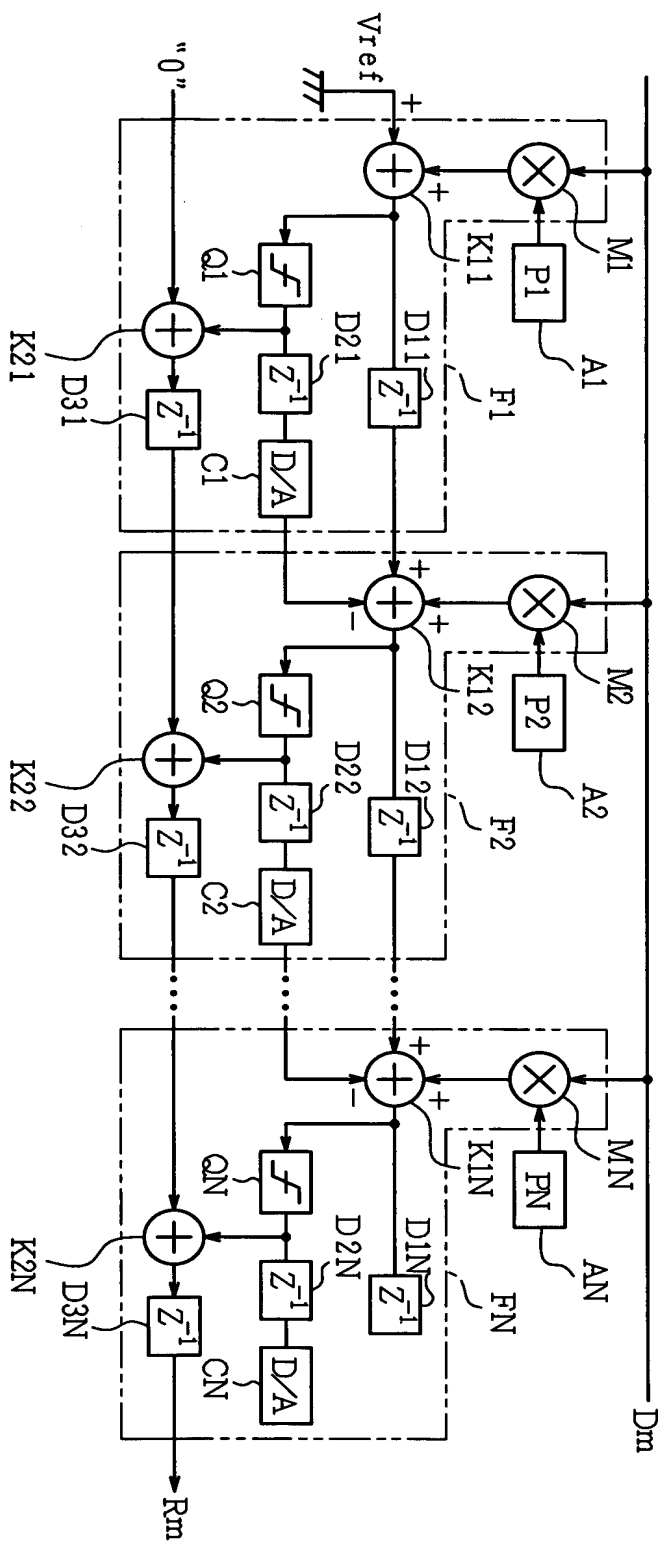 Dm
M1
P1
A1
M2
P2
A2
MN
PN
AN
Vref
+
+
K11
D11
Z⁻¹
F1
+
+
-
K12
D12
Z⁻¹
F2
+
+
-
K1N
D1N
Z⁻¹
FN
Q1
D21
Z⁻¹
C1
D/A
Q2
D22
Z⁻¹
C2
D/A
QN
D2N
Z⁻¹
CN
D/A
"0"
K21
D31
Z⁻¹
K22
D32
Z⁻¹
K2N
D3N
Z⁻¹
Rm